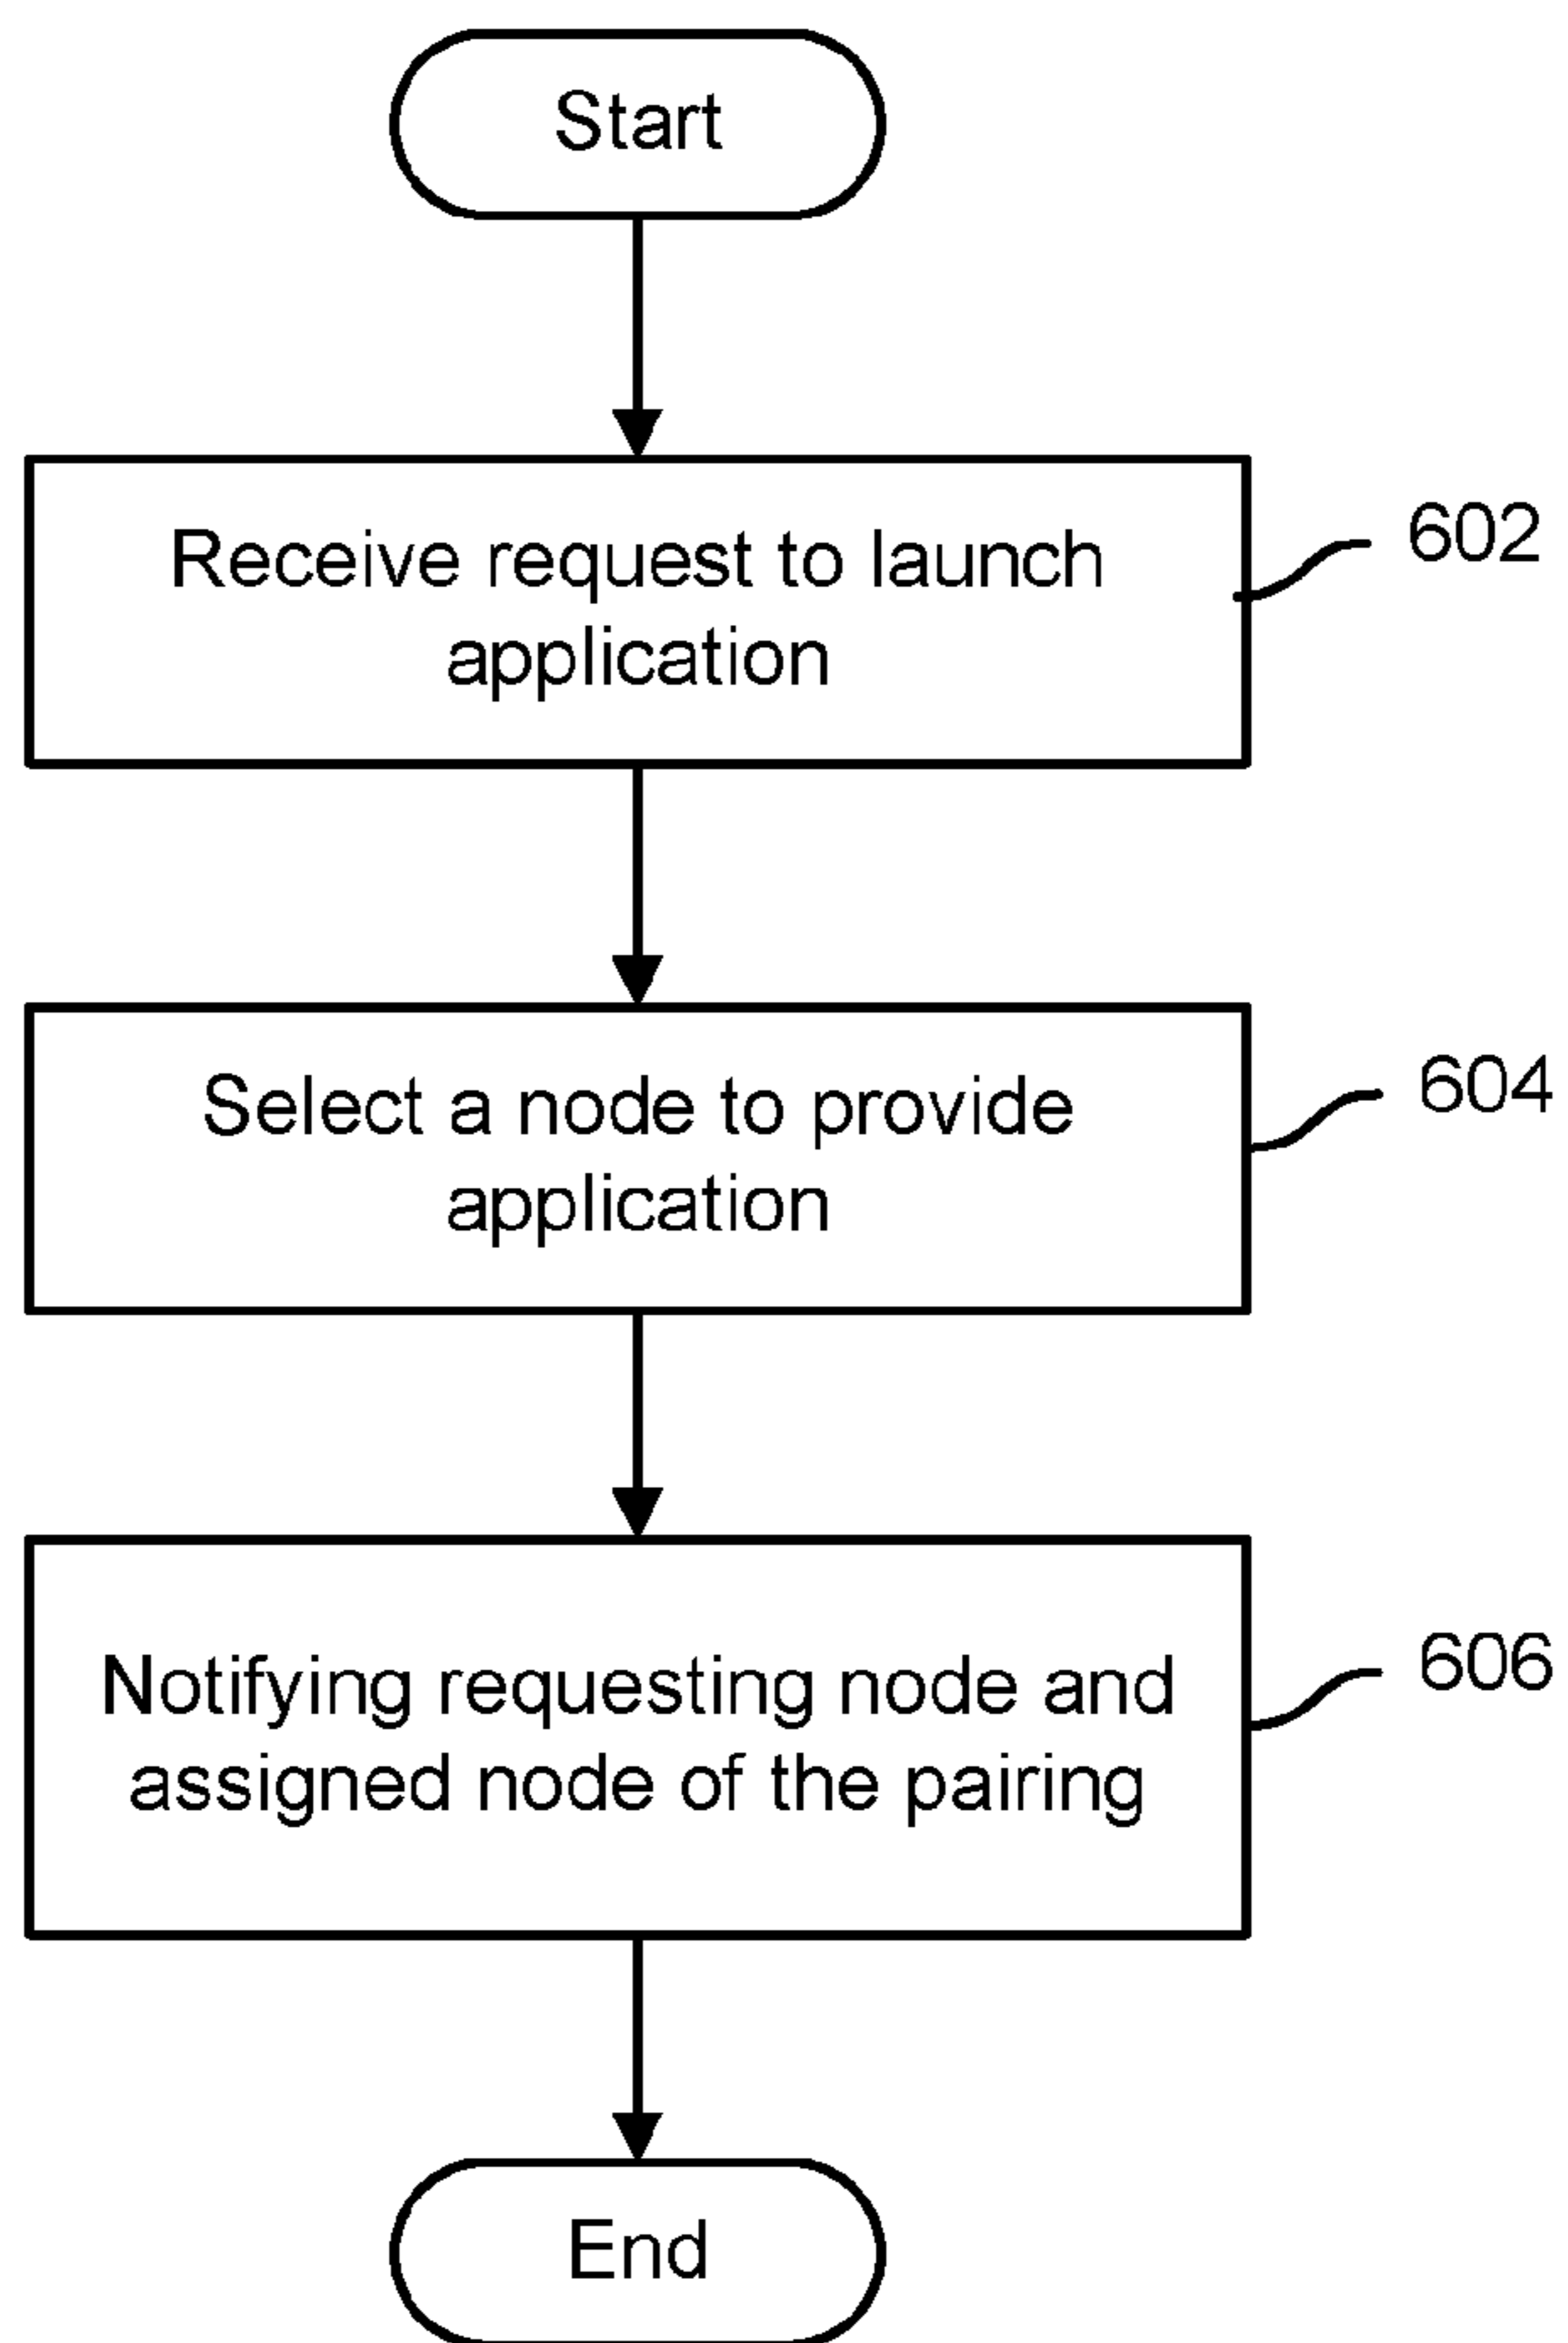 Start
Receive request to launch
application
602
Select a node to provide
application
604
Notifying requesting node and
assigned node of the pairing
606
End